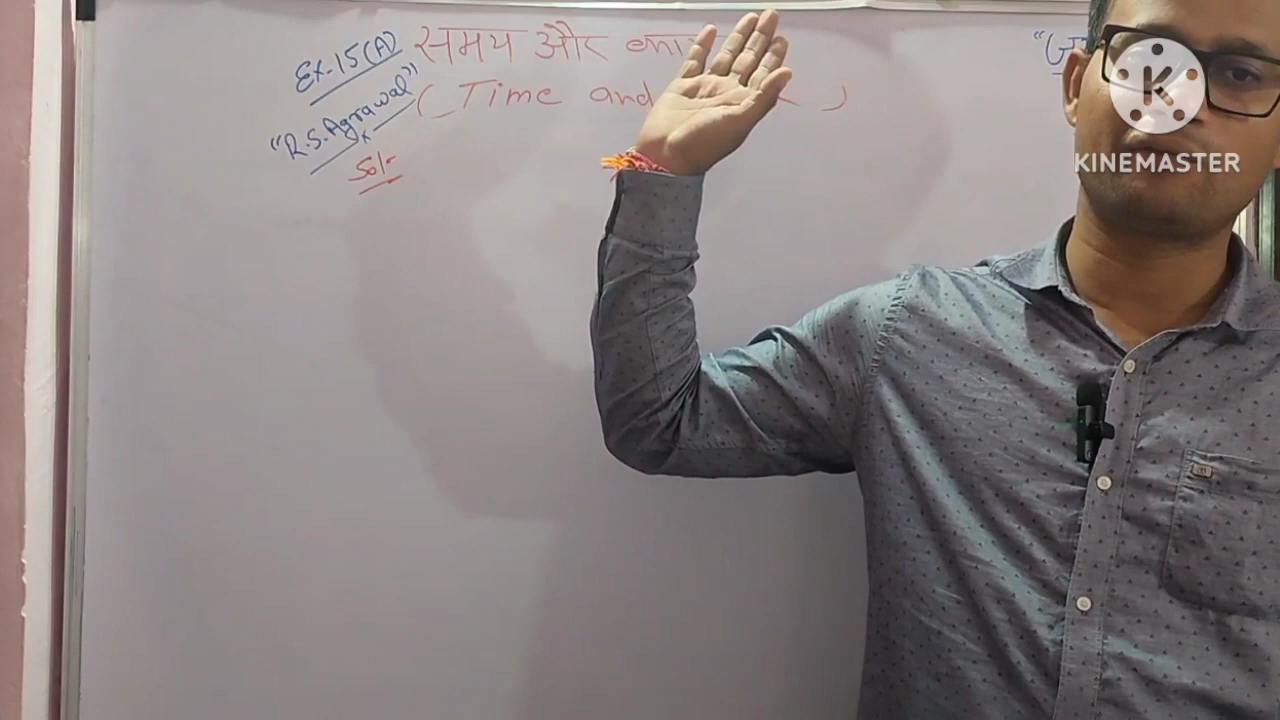 Ex-15(A) समय और
"R.S. Agrawal" ( Time and )
Sol-
KINEMASTER